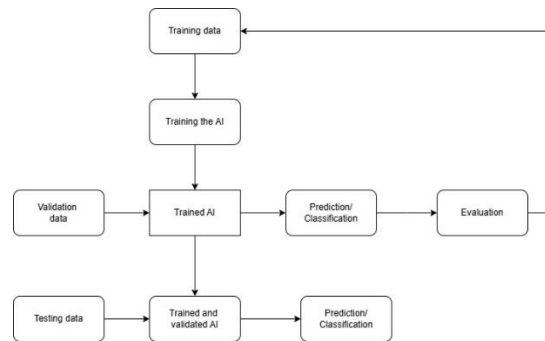 Training data
Training the AI
Validation
data
Trained AI
Prediction/
Classification
Evaluation
Testing data
Trained and
validated AI
Prediction/
Classification